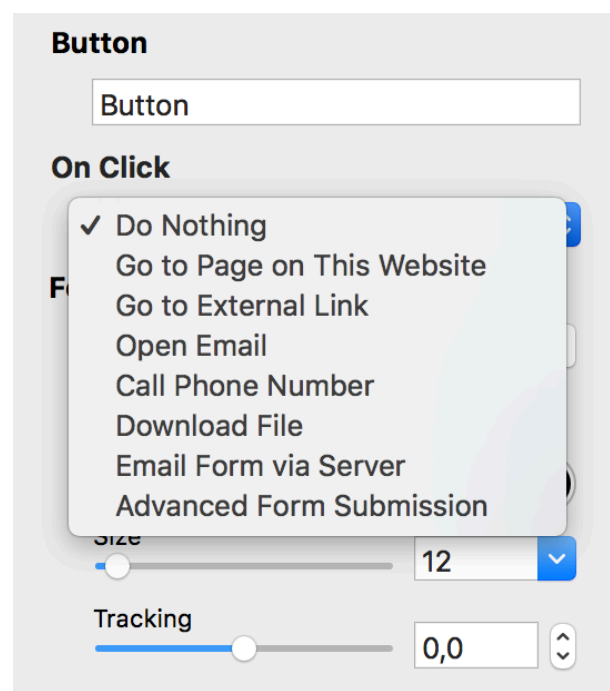 Button
Button
On Click
✓ Do Nothing
Go to Page on This Website
Go to External Link
Open Email
Call Phone Number
Download File
Email Form via Server
Advanced Form Submission
Size
12
Tracking
0,0